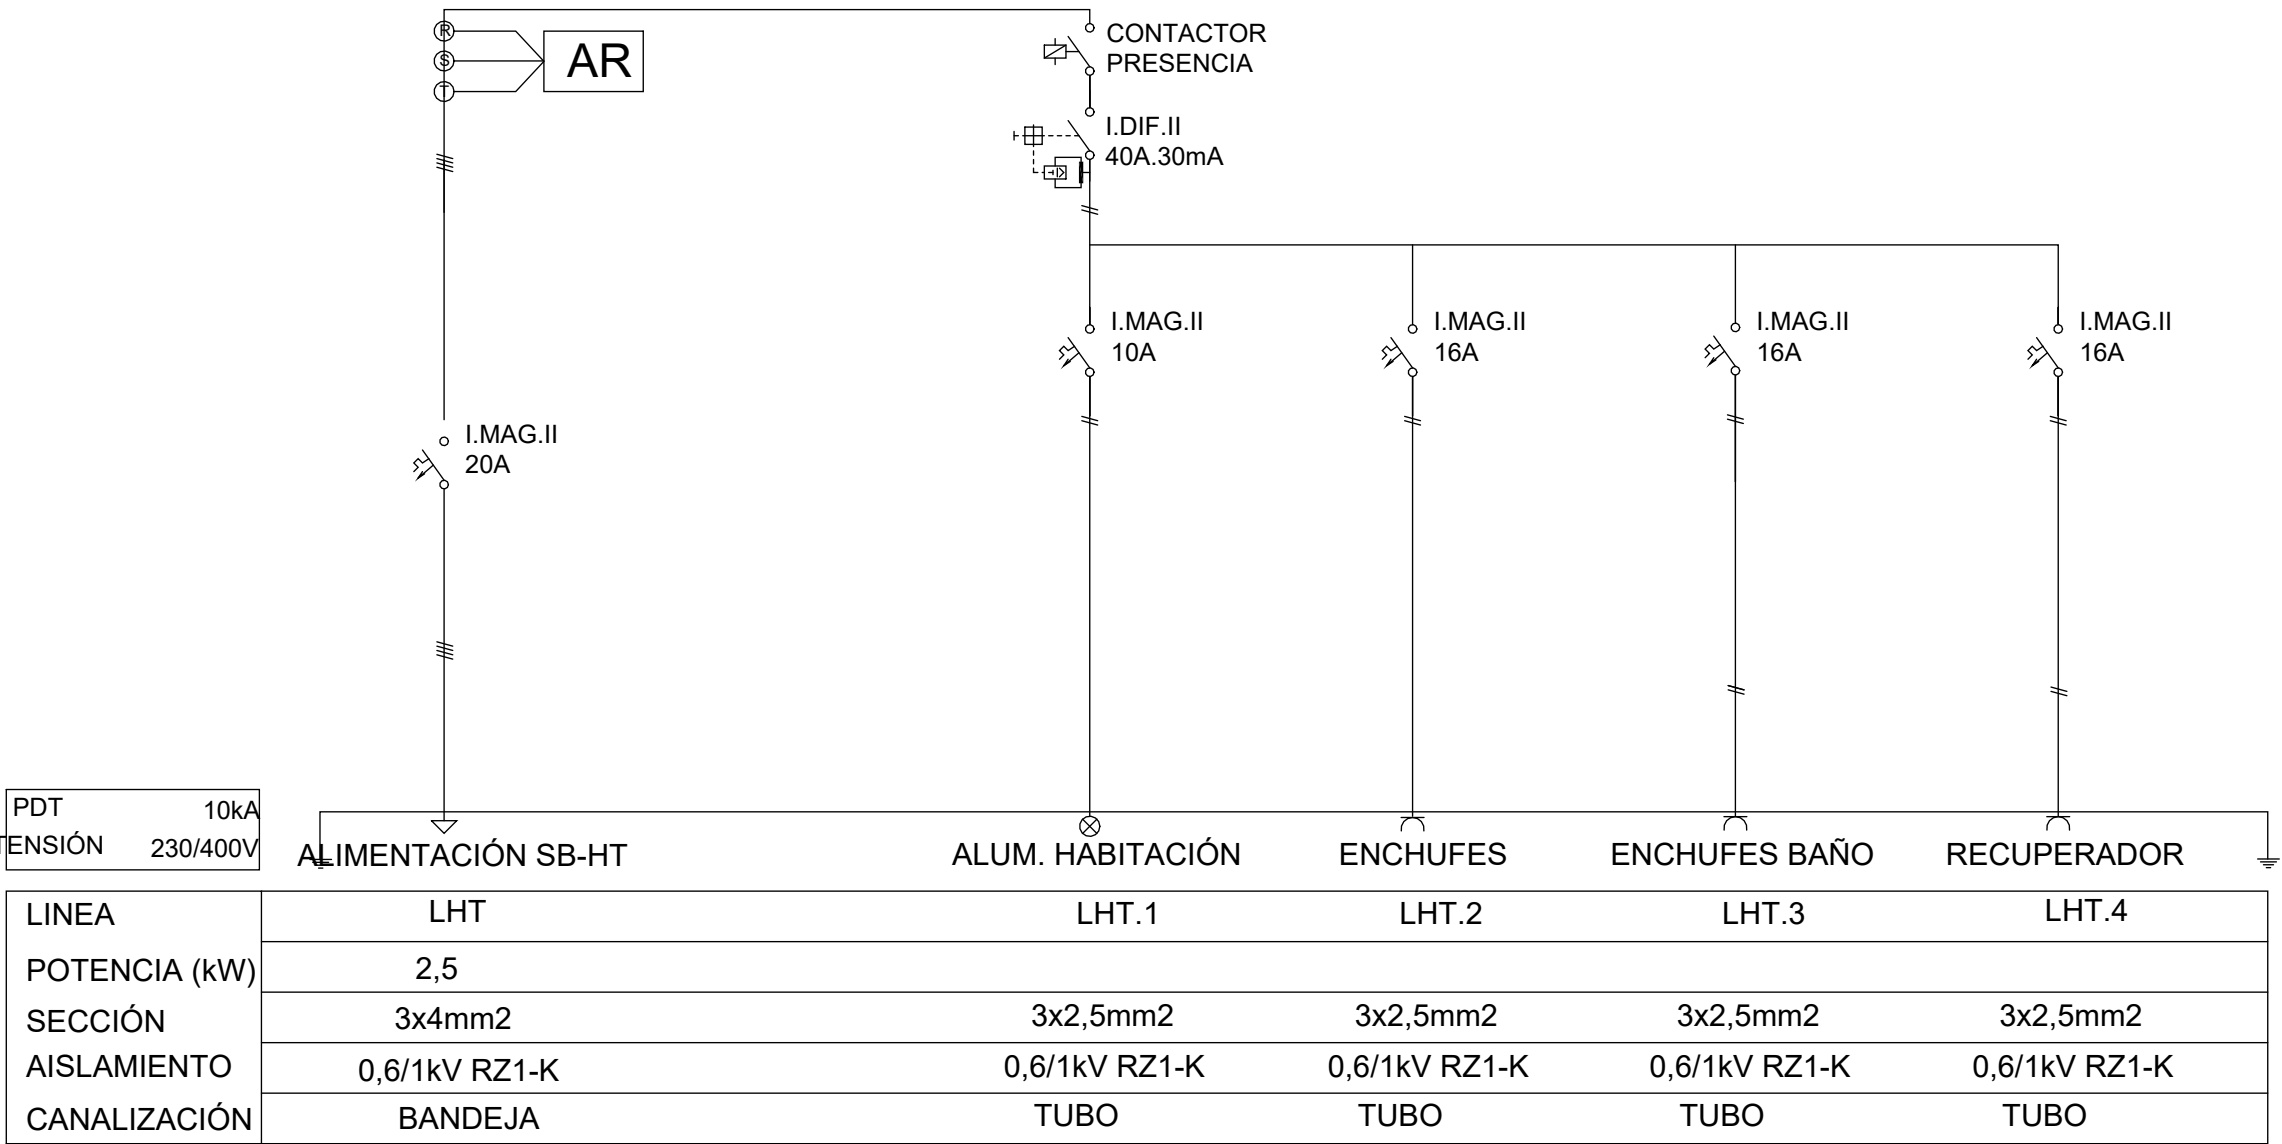 R
S
T
AR
CONTACTOR
PRESENCIA
I.DIF.II
40A.30mA
I.MAG.II
10A
I.MAG.II
16A
I.MAG.II
16A
I.MAG.II
16A
I.MAG.II
20A
PDT 10kA
TENSIÓN 230/400V
ALIMENTACIÓN SB-HT ALUM. HABITACIÓN ENCHUFES ENCHUFES BAÑO RECUPERADOR
LINEA LHT LHT.1 LHT.2 LHT.3 LHT.4
POTENCIA (kW) 2,5
SECCIÓN 3x4mm2 3x2,5mm2 3x2,5mm2 3x2,5mm2 3x2,5mm2
AISLAMIENTO 0,6/1kV RZ1-K 0,6/1kV RZ1-K 0,6/1kV RZ1-K 0,6/1kV RZ1-K 0,6/1kV RZ1-K
CANALIZACIÓN BANDEJA TUBO TUBO TUBO TUBO